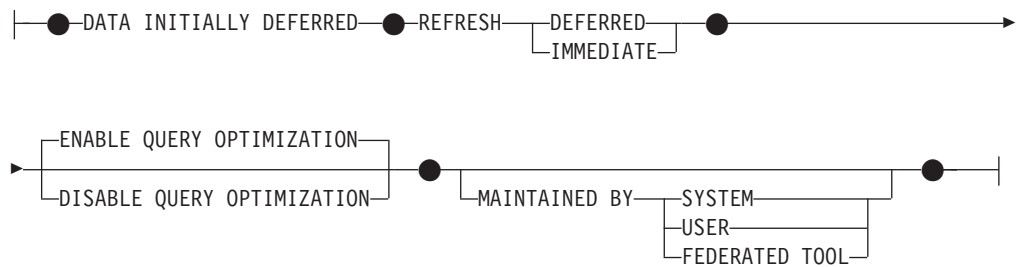 DATA INITIALLY DEFERRED REFRESH DEFERRED
IMMEDIATE
ENABLE QUERY OPTIMIZATION
DISABLE QUERY OPTIMIZATION MAINTAINED BY SYSTEM
USER
FEDERATED TOOL